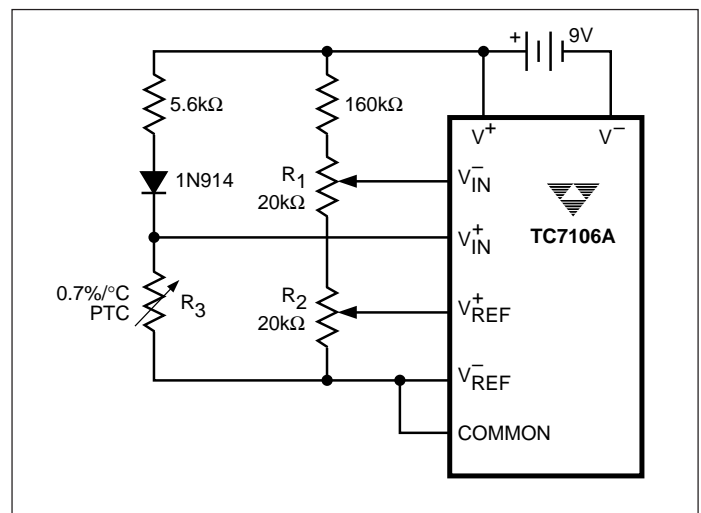 + 9V
5.6kΩ
160kΩ
V+
V−
1N914
R1
20kΩ
V−IN
V+IN
TC7106A
0.7%/°C
PTC
R3
R2
20kΩ
V+REF
V−REF
COMMON